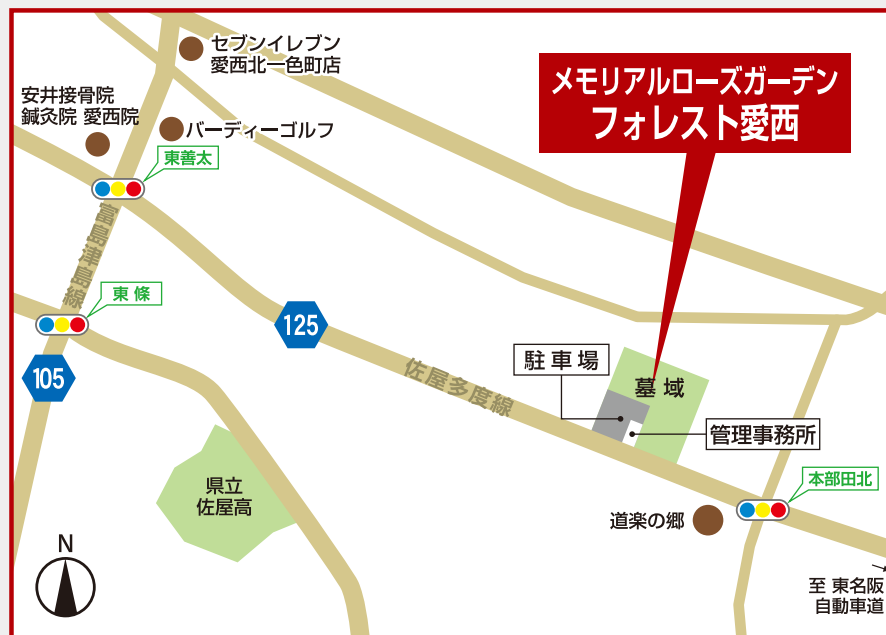 セブンイレブン
愛西北一色町店
メモリアルローズガーデン
フォレスト愛西
安井接骨院
鍼灸院 愛西院
バーディーゴルフ
東善太
富島津島線
東條
125
105
佐屋多度線
駐車場
墓域
管理事務所
県立
佐屋高
本部田北
道楽の郷
N
至 東名阪
自動車道